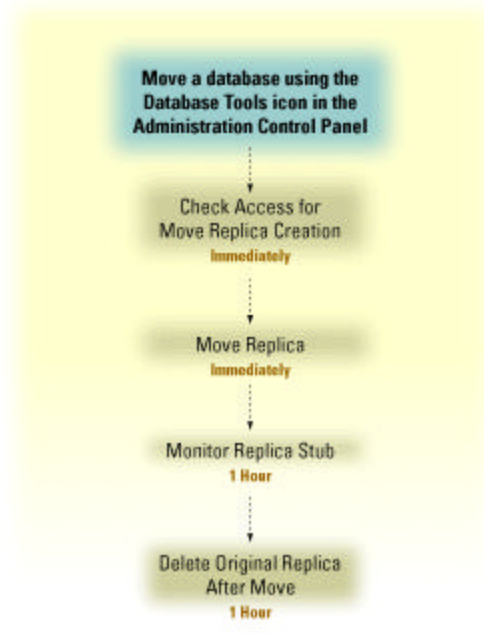 Move a database using the
Database Tools icon in the
Administration Control Panel
Check Access for
Move Replica Creation
Immediately
Move Replica
Immediately
Monitor Replica Stub
1 Hour
Delete Original Replica
After Move
1 Hour